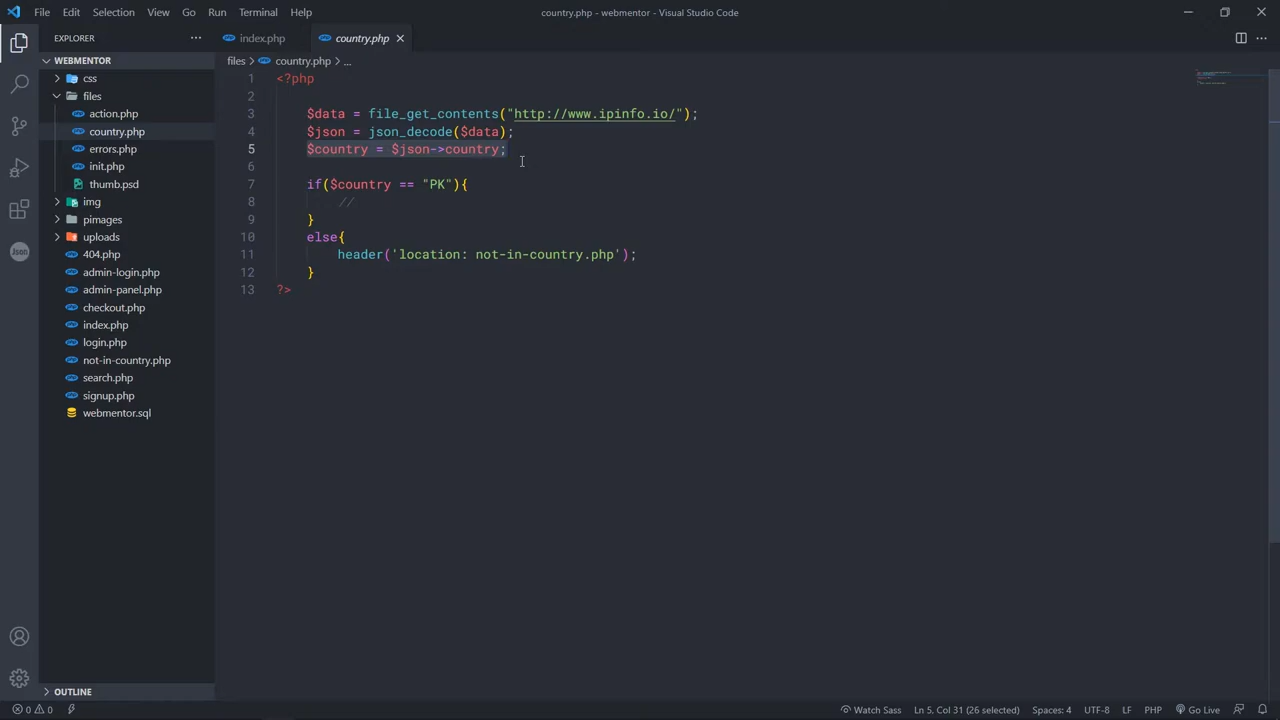 File Edit Selection View Go Run Terminal Help
country.php - webmentor - Visual Studio Code
EXPLORER
index.php
country.php
WEBMENTOR
files > country.php > ...
css
files
action.php
country.php
errors.php
init.php
thumb.psd
img
pimages
uploads
404.php
admin-login.php
admin-panel.php
checkout.php
index.php
login.php
not-in-country.php
search.php
signup.php
webmentor.sql
Json
OUTLINE
1 <?php
2
3 $data = file_get_contents("http://www.ipinfo.io/");
4 $json = json_decode($data);
5 $country = $json->country;
6
7 if($country == "PK"){
8 //
9 }
10 else{
11 header('location: not-in-country.php');
12 }
13 ?>
0 0
Watch Sass Ln 5, Col 31 (26 selected) Spaces: 4 UTF-8 LF PHP Go Live